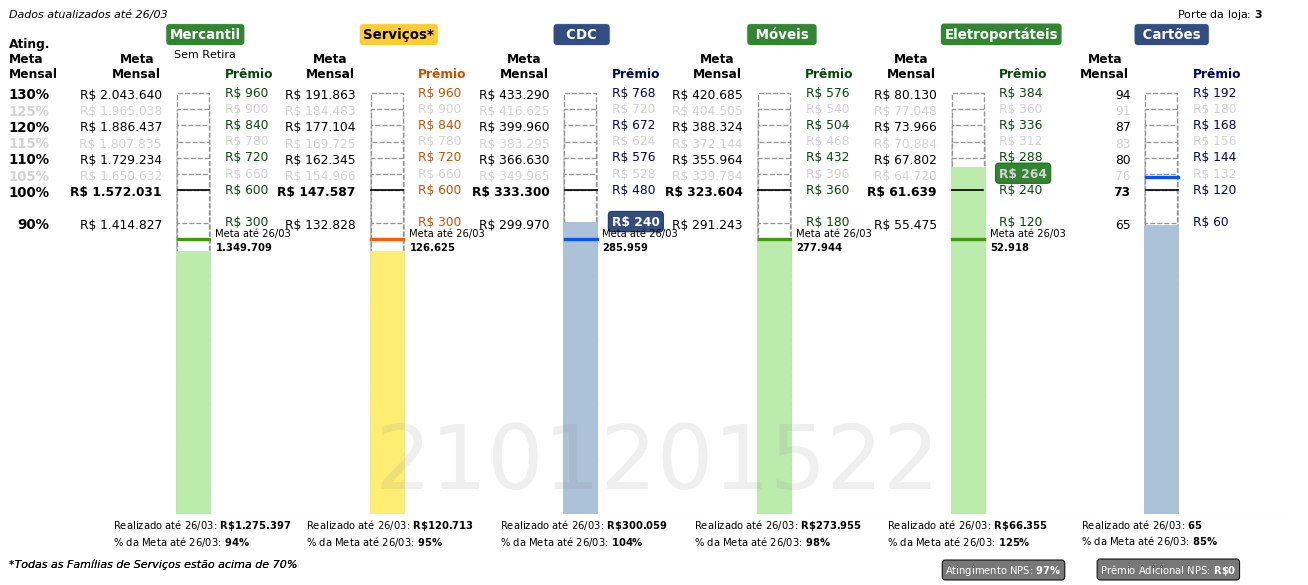 Dados atualizados até 26/03
Porte da loja: 3
Mercantil Serviços* CDC Móveis Eletroportáteis Cartões
Sem Retira
Ating. Meta Mensal
Meta Mensal Prêmio Meta Mensal Prêmio Meta Mensal Prêmio Meta Mensal Prêmio Meta Mensal Prêmio Meta Mensal Prêmio
130% R$ 2.043.640 R$ 960 R$ 191.863 R$ 960 R$ 433.290 R$ 768 R$ 420.685 R$ 576 R$ 80.130 R$ 384 94 R$ 192
125% R$ 1.965.038 R$ 900 R$ 184.483 R$ 900 R$ 416.625 R$ 720 R$ 404.505 R$ 540 R$ 77.048 R$ 360 91 R$ 180
120% R$ 1.886.437 R$ 840 R$ 177.104 R$ 840 R$ 399.960 R$ 672 R$ 388.324 R$ 504 R$ 73.966 R$ 336 87 R$ 168
115% R$ 1.807.835 R$ 780 R$ 169.725 R$ 780 R$ 383.295 R$ 624 R$ 372.144 R$ 468 R$ 70.884 R$ 312 83 R$ 156
110% R$ 1.729.234 R$ 720 R$ 162.345 R$ 720 R$ 366.630 R$ 576 R$ 355.964 R$ 432 R$ 67.802 R$ 288 80 R$ 144
105% R$ 1.650.632 R$ 660 R$ 154.966 R$ 660 R$ 349.965 R$ 528 R$ 339.784 R$ 396 R$ 64.720 R$ 264 76 R$ 132
100% R$ 1.572.031 R$ 600 R$ 147.587 R$ 600 R$ 333.300 R$ 480 R$ 323.604 R$ 360 R$ 61.639 R$ 240 73 R$ 120
90% R$ 1.414.827 R$ 300 R$ 132.828 R$ 300 R$ 299.970 R$ 240 R$ 291.243 R$ 180 R$ 55.475 R$ 120 65 R$ 60
Meta até 26/03 Meta até 26/03 Meta até 26/03 Meta até 26/03 Meta até 26/03
1.349.709 126.625 285.959 277.944 52.918
2101201522
Realizado até 26/03: R$1.275.397 Realizado até 26/03: R$120.713 Realizado até 26/03: R$300.059 Realizado até 26/03: R$273.955 Realizado até 26/03: R$66.355 Realizado até 26/03: 65
% da Meta até 26/03: 94% % da Meta até 26/03: 95% % da Meta até 26/03: 104% % da Meta até 26/03: 98% % da Meta até 26/03: 125% % da Meta até 26/03: 85%
*Todas as Famílias de Serviços estão acima de 70%
Atingimento NPS: 97% Prêmio Adicional NPS: R$0